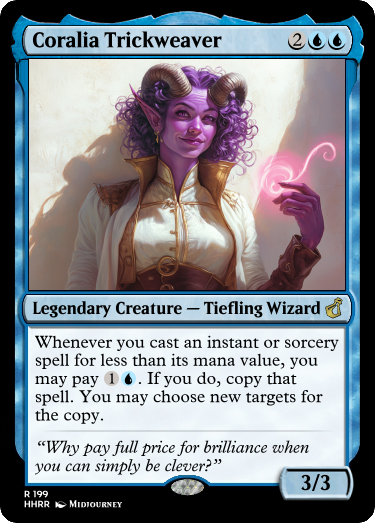 Coralia Trickweaver 2
Legendary Creature — Tiefling Wizard
Whenever you cast an instant or sorcery
spell for less than its mana value, you
may pay 1. If you do, copy that
spell. You may choose new targets for
the copy.
“Why pay full price for brilliance when
you can simply be clever?”
3/3
R 199
HHRR Midjourney